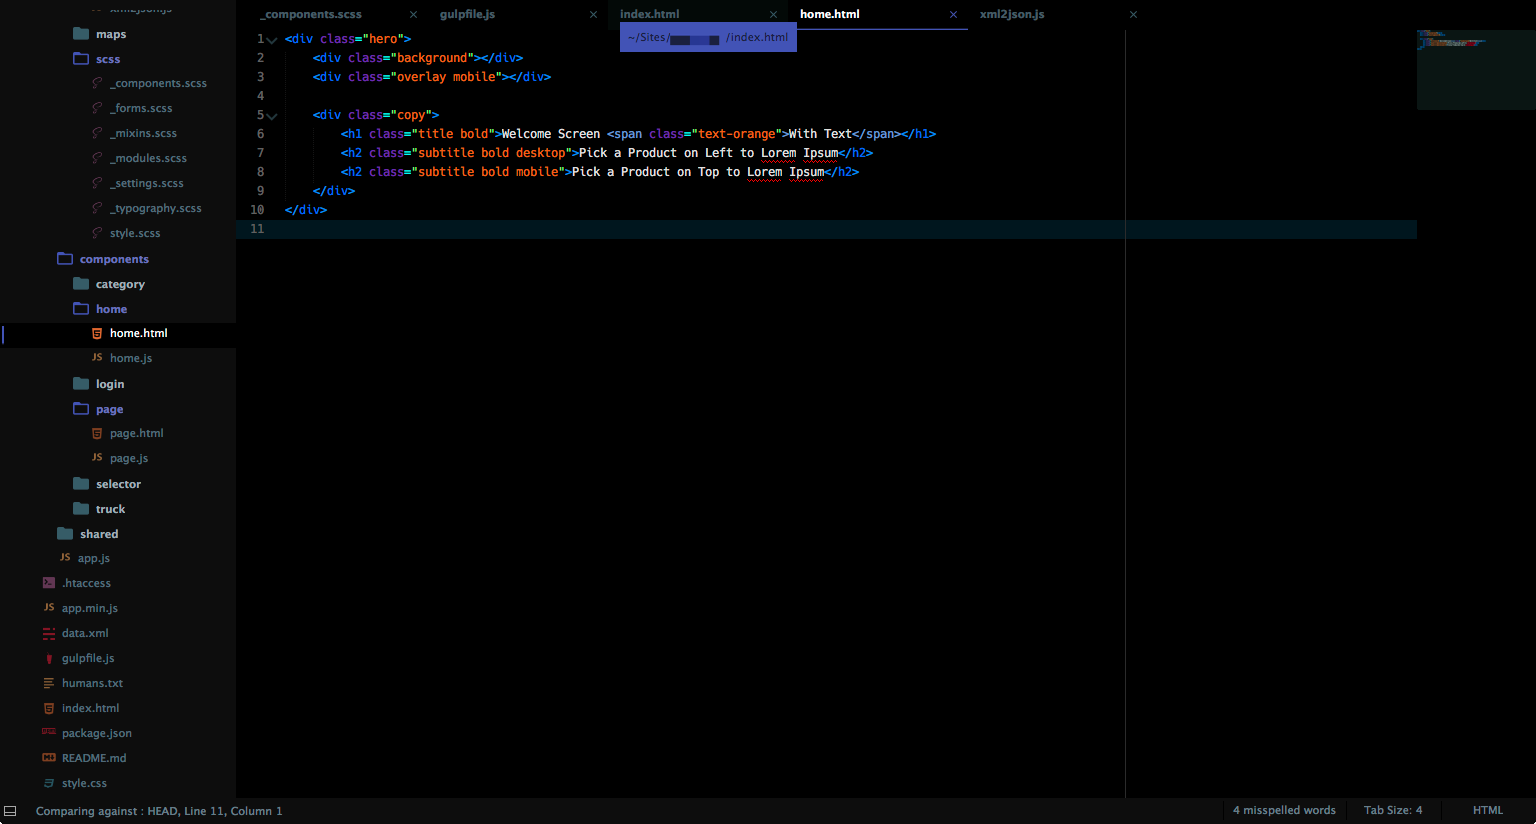 _components.scss × gulpfile.js × index.html × home.html × xml2json.js ×
~/Sites/ /index.html
maps
scss
_components.scss
_forms.scss
_mixins.scss
_modules.scss
_settings.scss
_typography.scss
style.scss
components
category
home
home.html
JS home.js
login
page
page.html
JS page.js
selector
truck
shared
JS app.js
.htaccess
JS app.min.js
data.xml
gulpfile.js
humans.txt
index.html
package.json
README.md
style.css
1 <div class="hero">
2 <div class="background"></div>
3 <div class="overlay mobile"></div>
4
5 <div class="copy">
6 <h1 class="title bold">Welcome Screen <span class="text-orange">With Text</span></h1>
7 <h2 class="subtitle bold desktop">Pick a Product on Left to Lorem Ipsum</h2>
8 <h2 class="subtitle bold mobile">Pick a Product on Top to Lorem Ipsum</h2>
9 </div>
10 </div>
11
Comparing against : HEAD, Line 11, Column 1 4 misspelled words Tab Size: 4 HTML